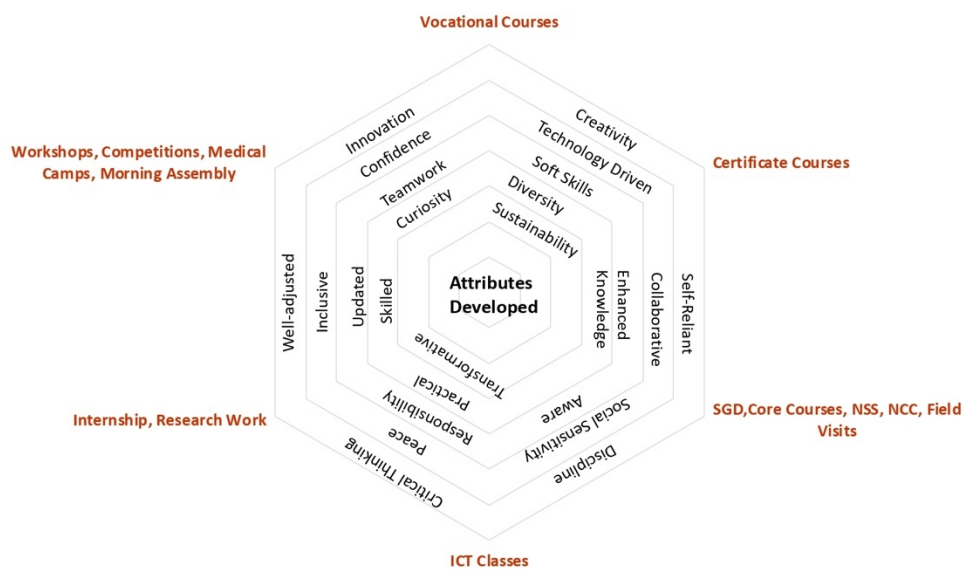 Vocational Courses
Innovation
Creativity
Confidence
Technology Driven
Workshops, Competitions, Medical
Camps, Morning Assembly
Certificate Courses
Teamwork
Soft Skills
Curiosity
Diversity
Sustainability
Well-adjusted
Inclusive
Updated
Skilled
Attributes
Developed
Enhanced
Knowledge
Collaborative
Self-Reliant
Transformative
Practical
Responsibility
Peace
Critical Thinking
Aware
Social Sensitivity
Discipline
Internship, Research Work
SGD,Core Courses, NSS, NCC, Field
Visits
ICT Classes